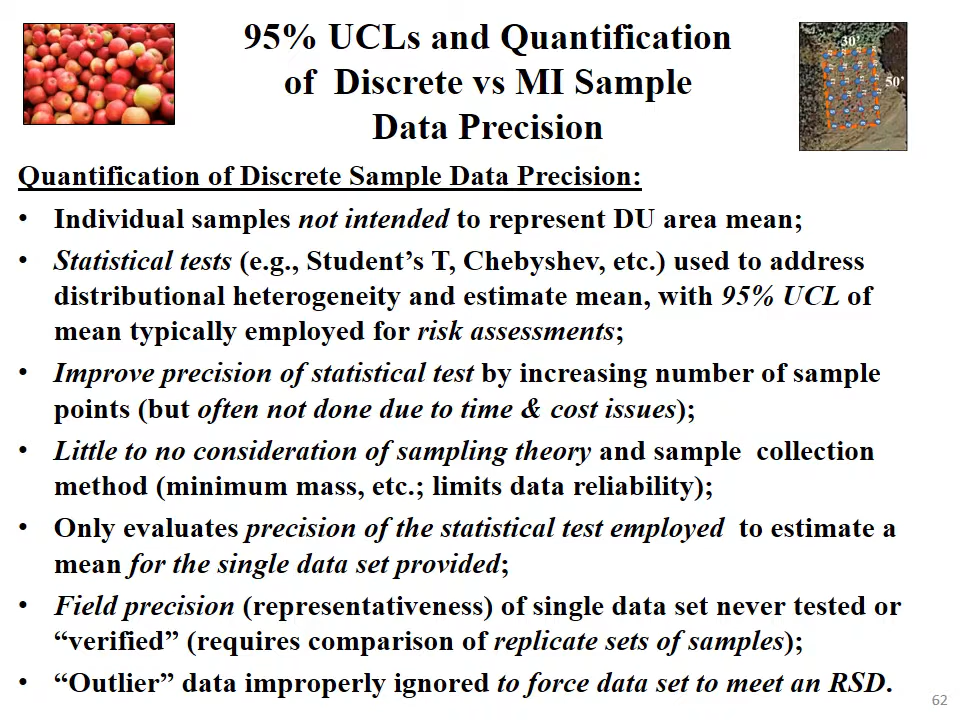 95% UCLs and Quantification
of Discrete vs MI Sample
Data Precision
30’
50’
Quantification of Discrete Sample Data Precision:
• Individual samples not intended to represent DU area mean;
• Statistical tests (e.g., Student’s T, Chebyshev, etc.) used to address
distributional heterogeneity and estimate mean, with 95% UCL of
mean typically employed for risk assessments;
• Improve precision of statistical test by increasing number of sample
points (but often not done due to time & cost issues);
• Little to no consideration of sampling theory and sample collection
method (minimum mass, etc.; limits data reliability);
• Only evaluates precision of the statistical test employed to estimate a
mean for the single data set provided;
• Field precision (representativeness) of single data set never tested or
“verified” (requires comparison of replicate sets of samples);
• “Outlier” data improperly ignored to force data set to meet an RSD.
62